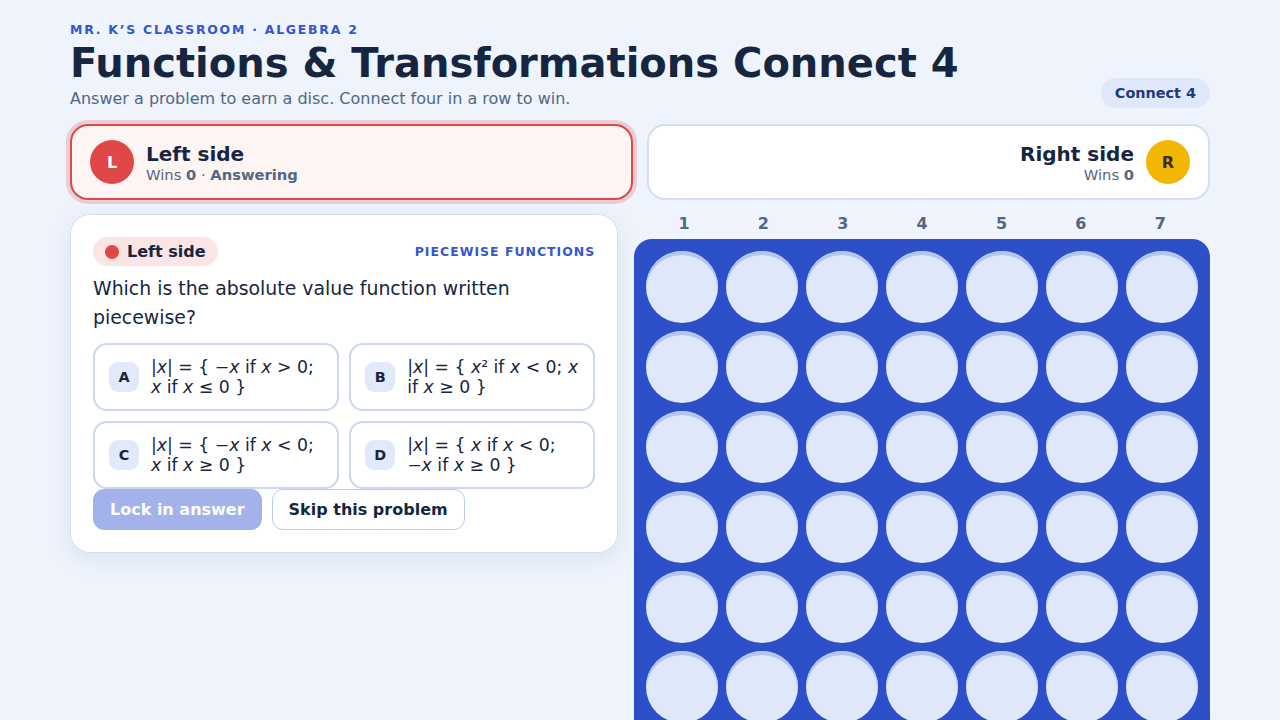 MR. K’S CLASSROOM · ALGEBRA 2
Functions & Transformations Connect 4
Answer a problem to earn a disc. Connect four in a row to win.
Connect 4
L
Left side
Wins 0 · Answering
Right side
Wins 0
R
Left side
PIECEWISE FUNCTIONS
Which is the absolute value function written
piecewise?
A
|x| = { −x if x > 0;
x if x ≤ 0 }
B
|x| = { x² if x < 0; x
if x ≥ 0 }
C
|x| = { −x if x < 0;
x if x ≥ 0 }
D
|x| = { x if x < 0;
−x if x ≥ 0 }
Lock in answer
Skip this problem
1 2 3 4 5 6 7